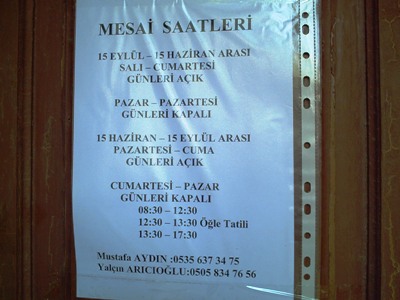 MESAİ SAATLERİ
15 EYLÜL – 15 HAZİRAN ARASI
SALI – CUMARTESİ
GÜNLERİ AÇIK
PAZAR – PAZARTESİ
GÜNLERİ KAPALI
15 HAZİRAN – 15 EYLÜL ARASI
PAZARTESİ – CUMA
GÜNLERİ AÇIK
CUMARTESİ – PAZAR
GÜNLERİ KAPALI
08:30 – 12:30
12:30 – 13:30 Öğle Tatili
13:30 – 17:30
Mustafa AYDIN :0535 637 34 75
Yalçın ARICIOĞLU:0505 834 76 56